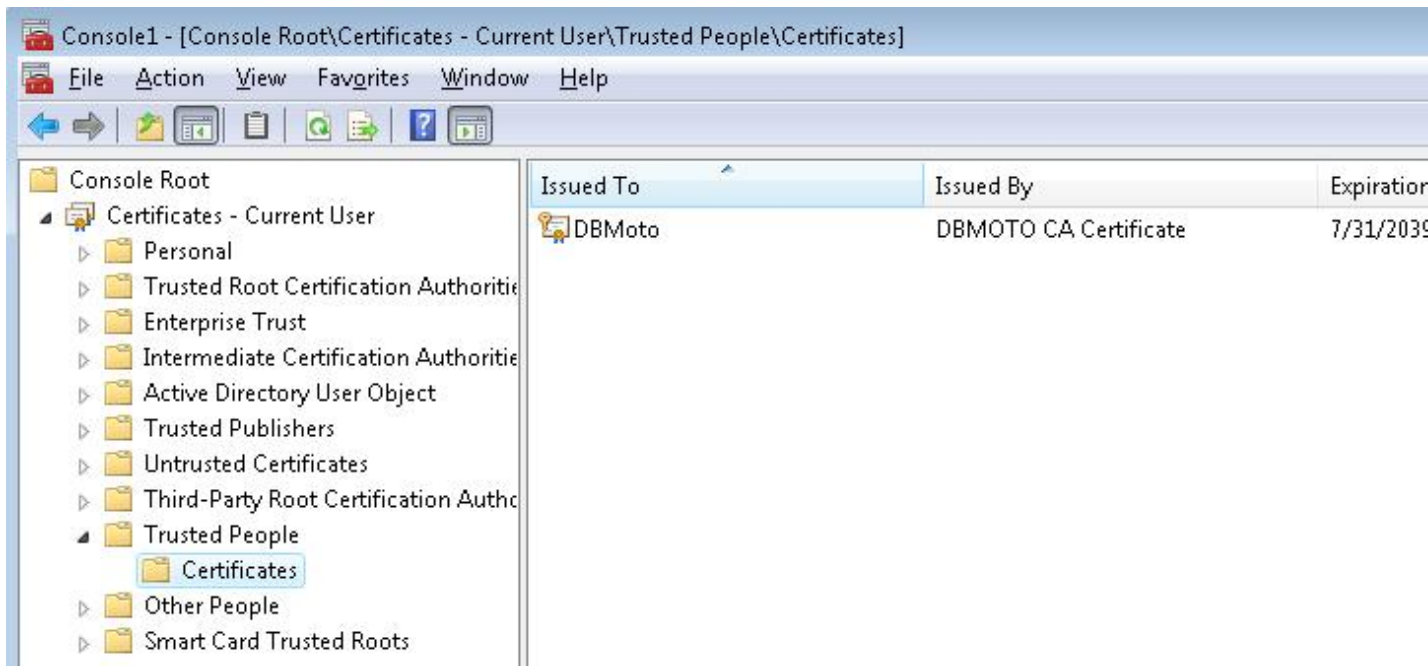 Console1 - [Console Root\Certificates - Current User\Trusted People\Certificates]
File Action View Favorites Window Help
Console Root
Certificates - Current User
Personal
Trusted Root Certification Authoritie
Enterprise Trust
Intermediate Certification Authoritie
Active Directory User Object
Trusted Publishers
Untrusted Certificates
Third-Party Root Certification Autho
Trusted People
Certificates
Other People
Smart Card Trusted Roots
Issued To Issued By Expiration
DBMoto DBMOTO CA Certificate 7/31/2039